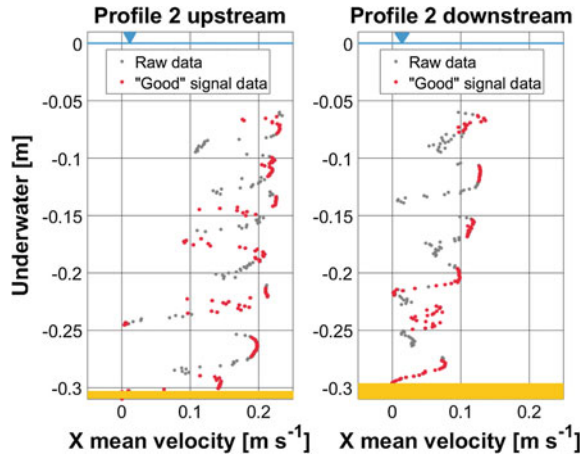 Profile 2 upstream
Profile 2 downstream
0
-0.05
-0.1
-0.15
-0.2
-0.25
-0.3
Underwater [m]
Raw data
"Good" signal data
0
0.1
0.2
X mean velocity [m s⁻¹]
0
-0.05
-0.1
-0.15
-0.2
-0.25
-0.3
Raw data
"Good" signal data
0
0.1
0.2
X mean velocity [m s⁻¹]